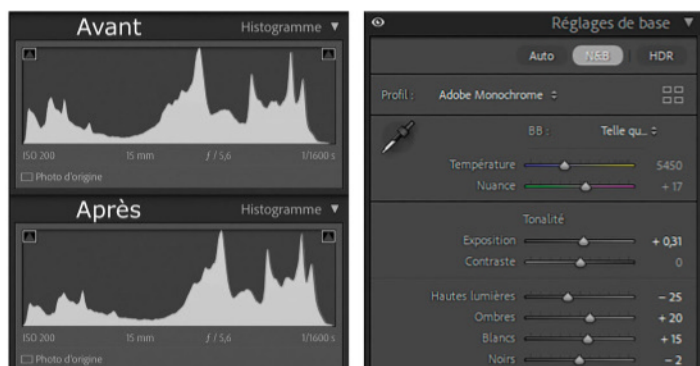 Avant
Histogramme
ISO 200 15 mm f / 5,6 1/1600 s
Photo d'origine
Après
Histogramme
ISO 200 15 mm f / 5,6 1/1600 s
Photo d'origine
Réglages de base
Auto N&B HDR
Profil : Adobe Monochrome
BB : Telle qu...
Température 5450
Nuance + 17
Tonalité
Exposition + 0,31
Contraste 0
Hautes lumières − 25
Ombres + 20
Blancs + 15
Noirs − 2